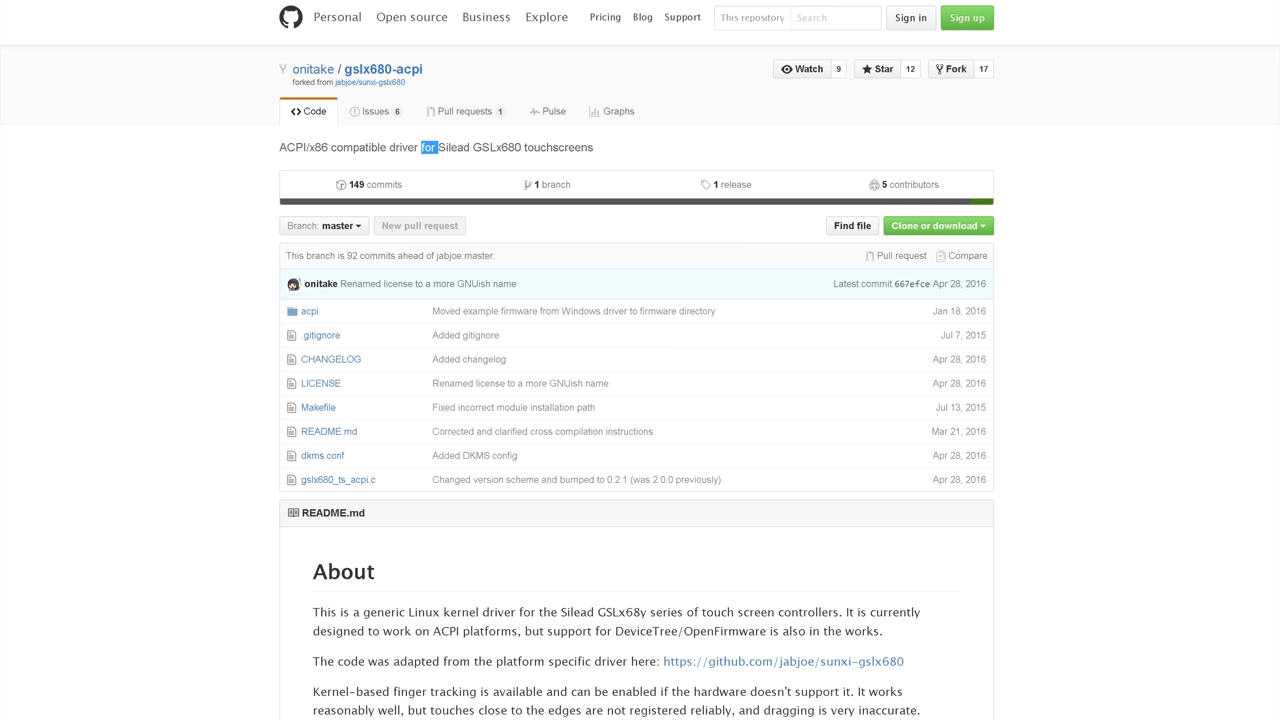 Personal Open source Business Explore Pricing Blog Support This repository Search Sign in Sign up
onitake / gslx680-acpi Watch 9 Star 12 Fork 17
forked from jabjoe/sunxi-gslx680
Code Issues 6 Pull requests 1 Pulse Graphs
ACPI/x86 compatible driver for Silead GSLx680 touchscreens
149 commits 1 branch 1 release 5 contributors
Branch: master New pull request Find file Clone or download
This branch is 92 commits ahead of jabjoe:master. Pull request Compare
onitake Renamed license to a more GNUish name Latest commit 667efce Apr 28, 2016
acpi Moved example firmware from Windows driver to firmware directory Jan 18, 2016
.gitignore Added gitignore Jul 7, 2015
CHANGELOG Added changelog Apr 28, 2016
LICENSE Renamed license to a more GNUish name Apr 28, 2016
Makefile Fixed incorrect module installation path Jul 13, 2015
README.md Corrected and clarified cross compilation instructions Mar 21, 2016
dkms.conf Added DKMS config Apr 28, 2016
gslx680_ts_acpi.c Changed version scheme and bumped to 0.2.1 (was 2.0.0 previously) Apr 28, 2016
README.md
About
This is a generic Linux kernel driver for the Silead GSLx68y series of touch screen controllers. It is currently
designed to work on ACPI platforms, but support for DeviceTree/OpenFirmware is also in the works.
The code was adapted from the platform specific driver here: https://github.com/jabjoe/sunxi-gslx680
Kernel-based finger tracking is available and can be enabled if the hardware doesn't support it. It works
reasonably well, but touches close to the edges are not registered reliably, and dragging is very inaccurate.